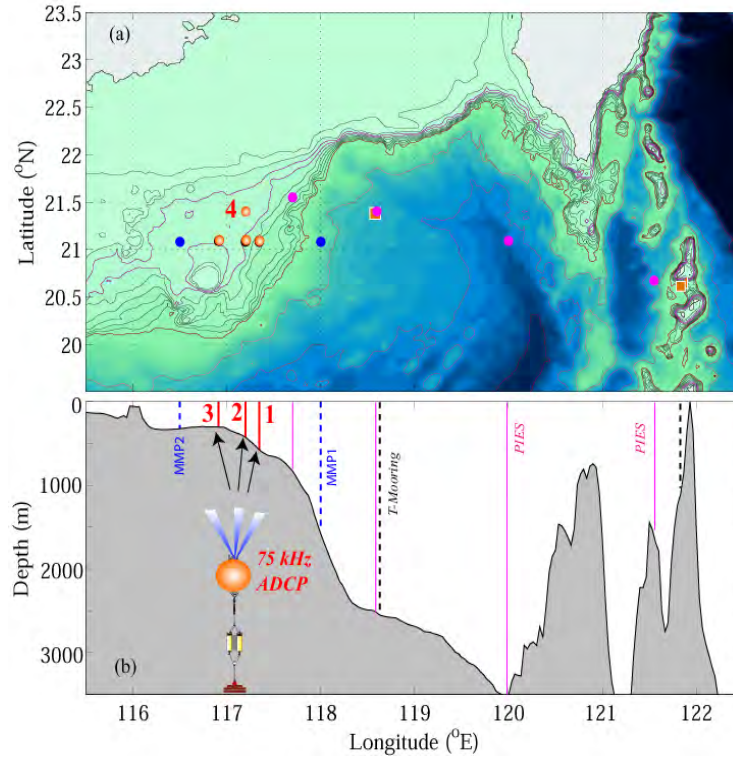 23.5
(a)
23
22.5
22
21.5
4
21
20.5
20
Latitude (°N)
0
3 2 1
MMP2
MMP1
T-Mooring
PIES
PIES
1000
75 kHz
ADCP
2000
3000
Depth (m)
(b)
116 117 118 119 120 121 122
Longitude (°E)